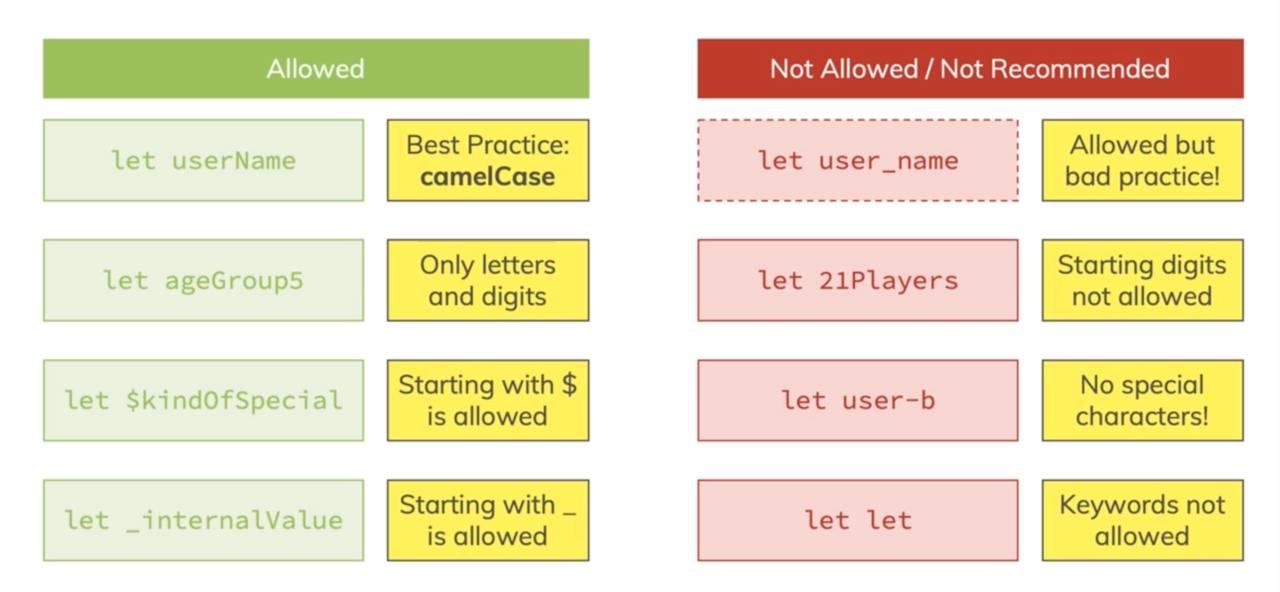 Allowed
let userName
Best Practice:
camelCase
let ageGroup5
Only letters
and digits
let $kindOfSpecial
Starting with $
is allowed
let _internalValue
Starting with _
is allowed
Not Allowed / Not Recommended
let user_name
Allowed but
bad practice!
let 21Players
Starting digits
not allowed
let user-b
No special
characters!
let let
Keywords not
allowed